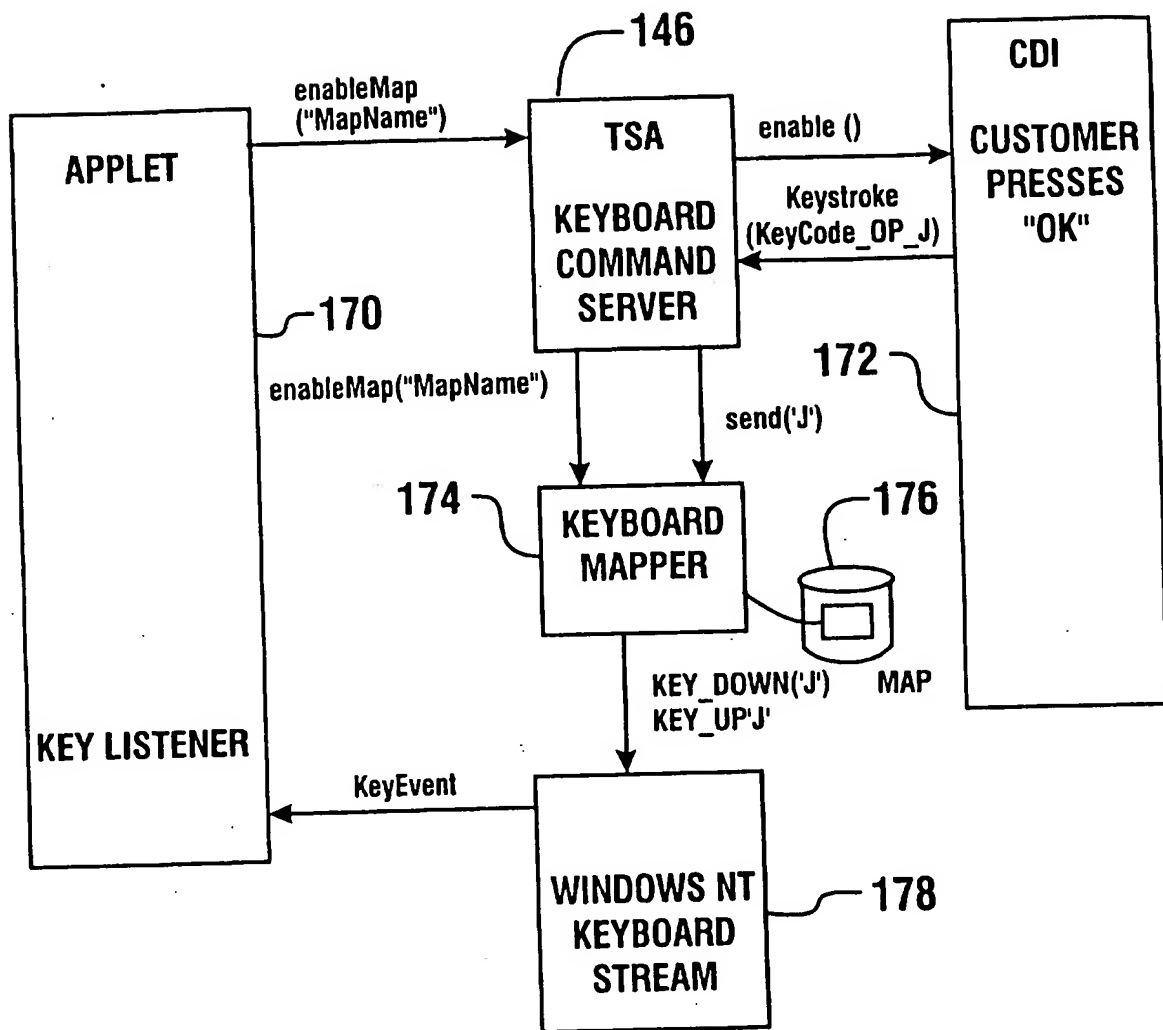 146
enableMap
("MapName")
APPLET
TSA
KEYBOARD
COMMAND
SERVER
enable ()
Keystroke
(KeyCode_OP_J)
CDI
CUSTOMER
PRESSES
"OK"
170
172
enableMap("MapName")
send('J')
174
KEYBOARD
MAPPER
176
MAP
KEY_DOWN('J')
KEY_UP'J'
KEY LISTENER
KeyEvent
WINDOWS NT
KEYBOARD
STREAM
178